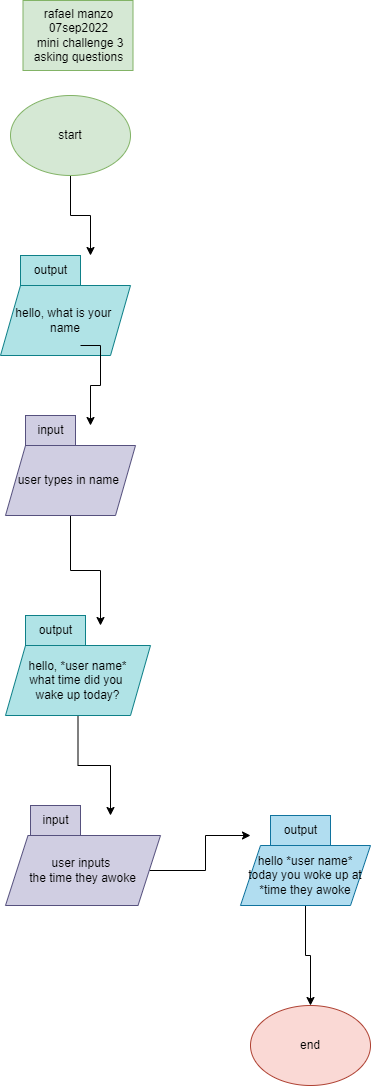 rafael manzo
07sep2022
mini challenge 3
asking questions
start
output
hello, what is your
name
input
user types in name
output
hello, *user name*
what time did you
wake up today?
input
user inputs
the time they awoke
output
hello *user name*
today you woke up at
*time they awoke
end